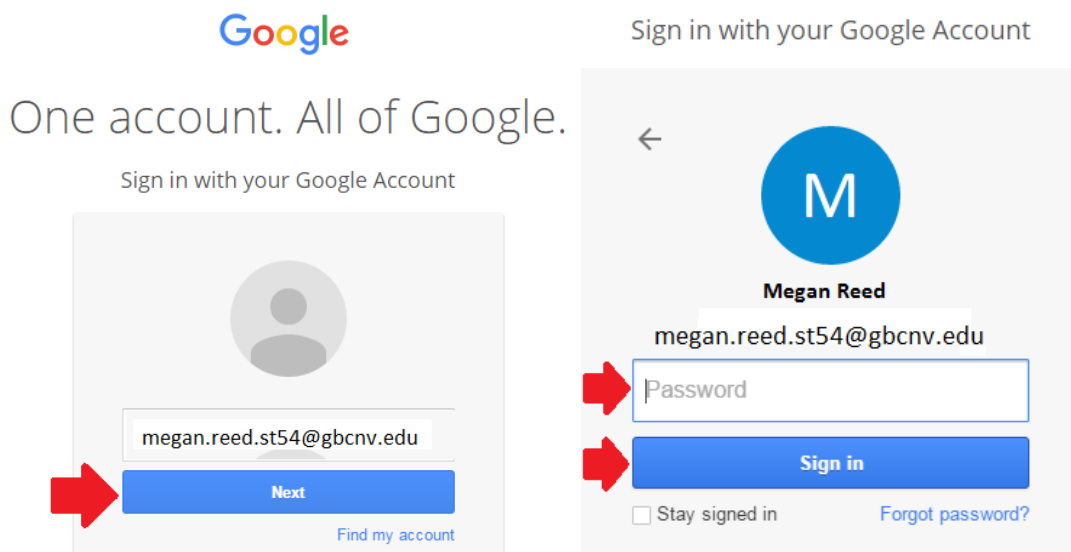 Google
One account. All of Google.
Sign in with your Google Account
megan.reed.st54@gbcnv.edu
Next
Find my account
Sign in with your Google Account
M
Megan Reed
megan.reed.st54@gbcnv.edu
Password
Sign in
Stay signed in
Forgot password?